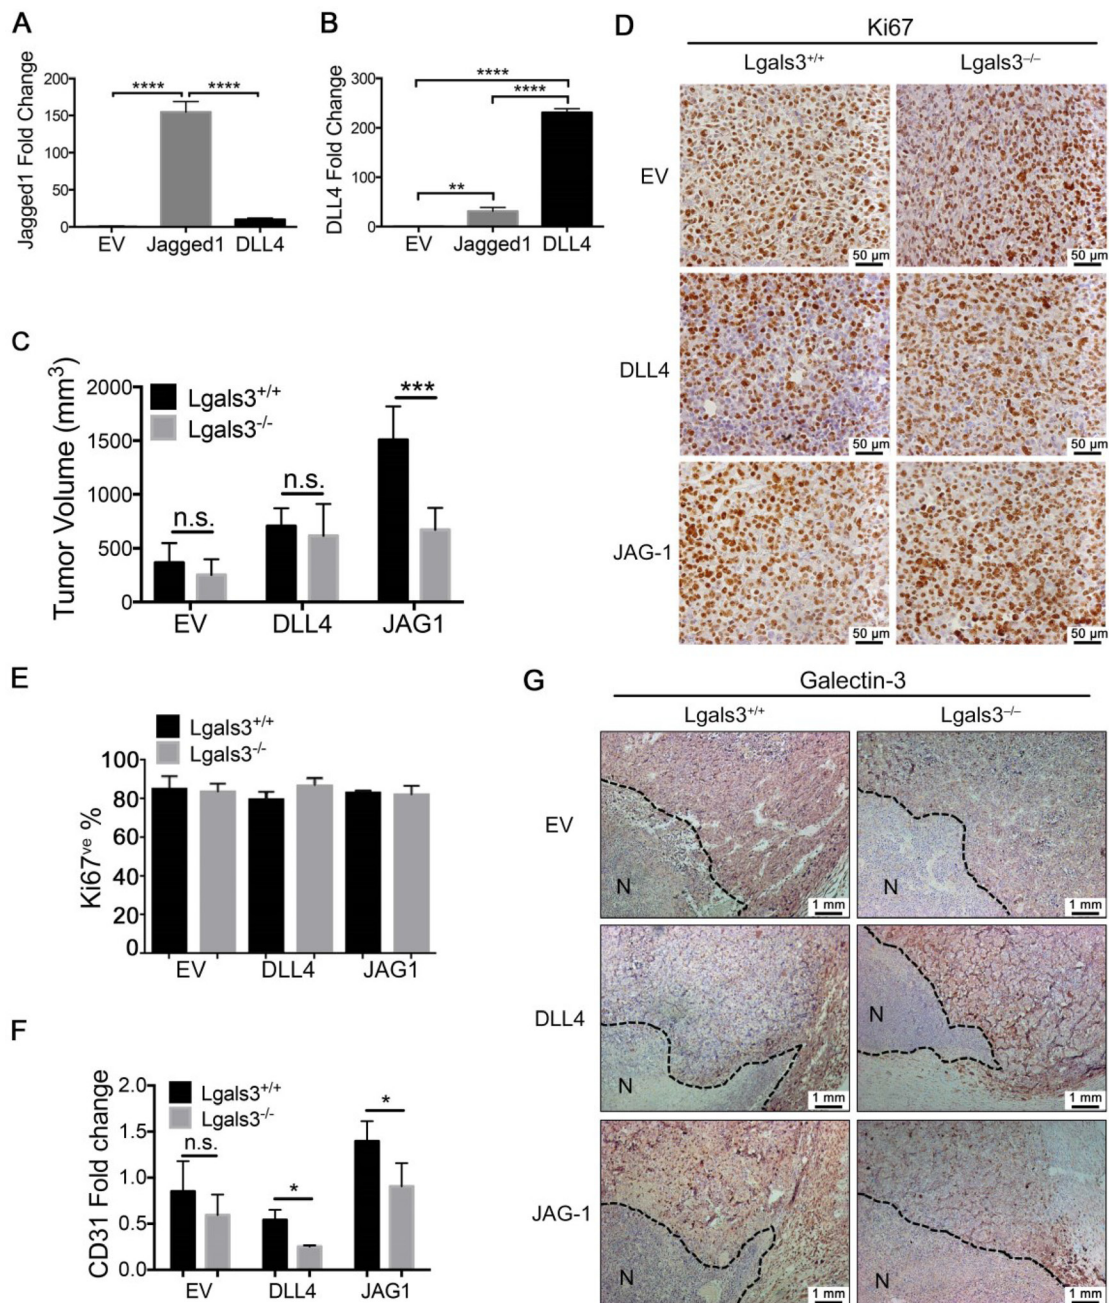 A
Jagged1 Fold Change
200
150
100
50
0
****
****
EV Jagged1 DLL4
B
DLL4 Fold Change
300
200
100
0
****
****
**
EV Jagged1 DLL4
C
Tumor Volume (mm³)
2000
1500
1000
500
0
Lgals3+/+
Lgals3-/-
n.s.
n.s.
***
EV DLL4 JAG1
D
Ki67
Lgals3+/+ Lgals3–/–
EV
50 µm 50 µm
DLL4
50 µm 50 µm
JAG-1
50 µm 50 µm
E
Ki67ve %
100
80
60
40
20
0
Lgals3+/+
Lgals3-/-
EV DLL4 JAG1
F
CD31 Fold change
2.0
1.5
1.0
0.5
0.0
Lgals3+/+
Lgals3-/-
n.s.
*
*
EV DLL4 JAG1
G
Galectin-3
Lgals3+/+ Lgals3–/–
EV
N N
1 mm 1 mm
DLL4
N N
1 mm 1 mm
JAG-1
N N
1 mm 1 mm